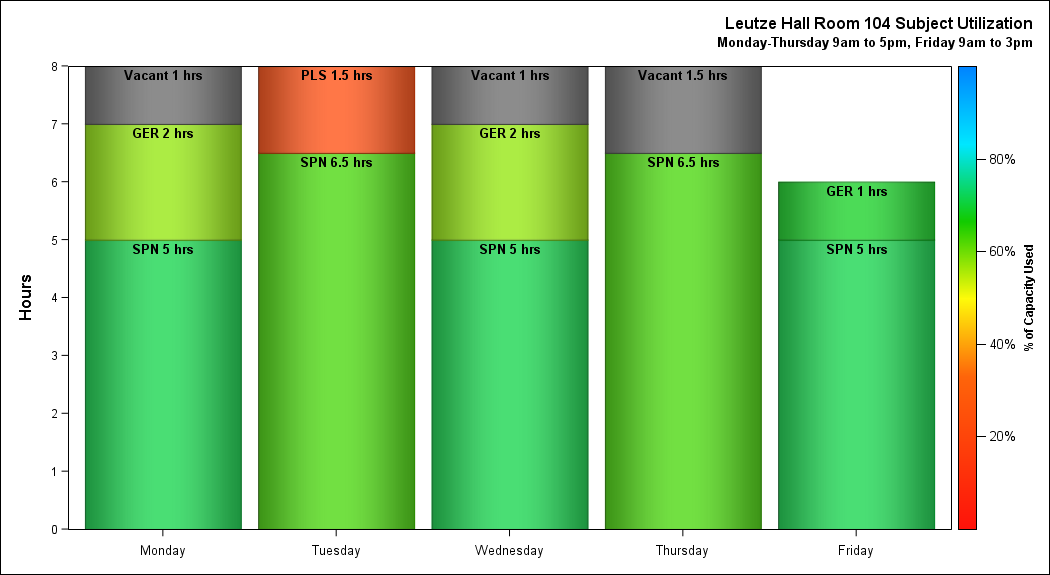 Leutze Hall Room 104 Subject Utilization
Monday-Thursday 9am to 5pm, Friday 9am to 3pm
Hours
8
7
6
5
4
3
2
1
0
Vacant 1 hrs
GER 2 hrs
SPN 5 hrs
PLS 1.5 hrs
SPN 6.5 hrs
Vacant 1 hrs
GER 2 hrs
SPN 5 hrs
Vacant 1.5 hrs
SPN 6.5 hrs
GER 1 hrs
SPN 5 hrs
Monday
Tuesday
Wednesday
Thursday
Friday
80%
60%
40%
20%
% of Capacity Used